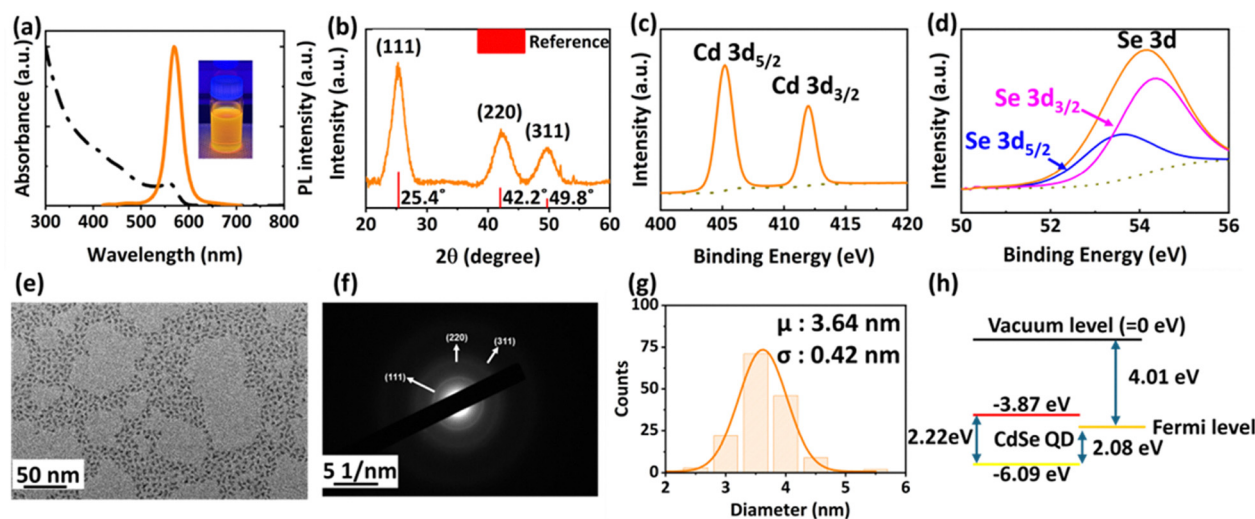 (a)
Absorbance (a.u.)
PL intensity (a.u.)
300 400 500 600 700 800
Wavelength (nm)
(b)
Reference
(111)
(220)
(311)
Intensity (a.u.)
25.4°
42.2°
49.8°
20 30 40 50 60
2θ (degree)
(c)
Cd 3d5/2
Cd 3d3/2
Intensity (a.u.)
400 405 410 415 420
Binding Energy (eV)
(d)
Se 3d
Se 3d3/2
Se 3d5/2
Intensity (a.u.)
50 52 54 56
Binding Energy (eV)
(e)
50 nm
(f)
(220)
(311)
(111)
5 1/nm
(g)
μ : 3.64 nm
σ : 0.42 nm
Counts
100
75
50
25
0
2 3 4 5 6
Diameter (nm)
(h)
Vacuum level (=0 eV)
4.01 eV
-3.87 eV
Fermi level
2.22eV
CdSe QD
2.08 eV
-6.09 eV